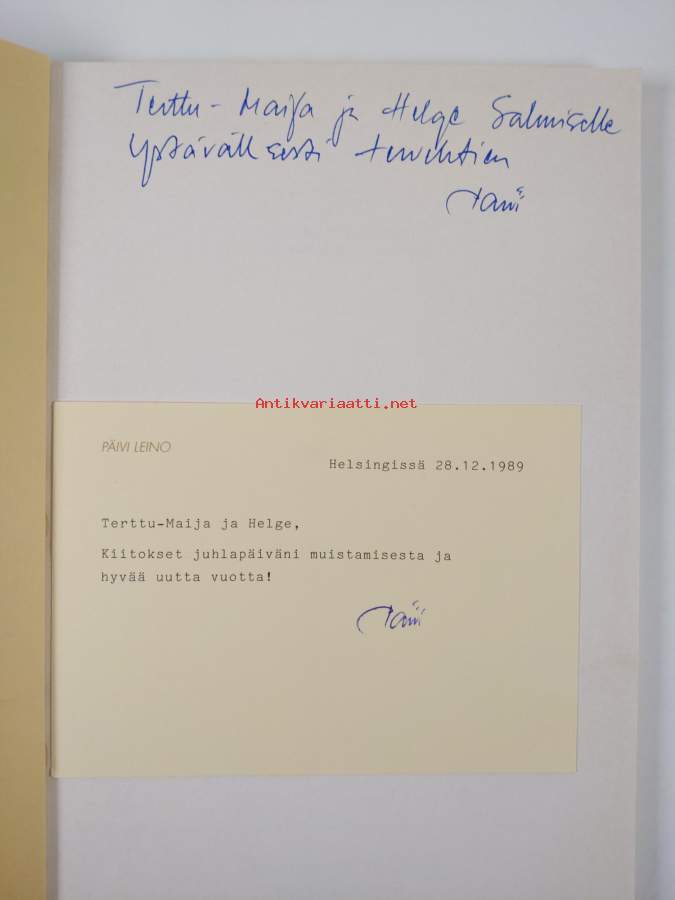 Terttu-Maija ja Helge Salmiselle
Ystävällisesti tervehtien
Päivi
Antikvariaatti.net
PÄIVI LEINO
Helsingissä 28.12.1989
Terttu-Maija ja Helge,
Kiitokset juhlapäiväni muistamisesta ja
hyvää uutta vuotta!
Päivi